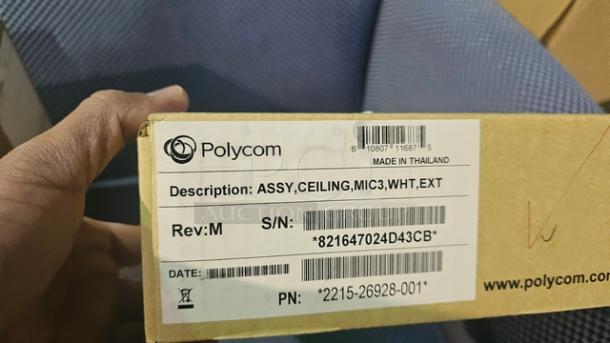 Polycom
6 10807 11687 5
MADE IN THAILAND
Description: ASSY,CEILING,MIC3,WHT,EXT
Rev:M S/N:
*821647024D43CB*
DATE:
PN: *2215-26928-001*
www.polycom.com